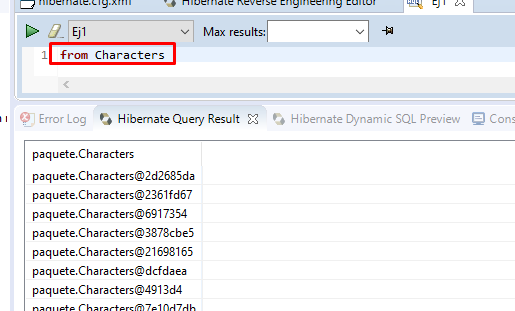 hibernate.cfg.xml Hibernate Reverse Engineering Editor Ej1
Ej1 Max results:
1 from Characters
Error Log Hibernate Query Result Hibernate Dynamic SQL Preview Cons
paquete.Characters
paquete.Characters@2d2685da
paquete.Characters@2361fd67
paquete.Characters@6917354
paquete.Characters@3878cbe5
paquete.Characters@21698165
paquete.Characters@dcfdaea
paquete.Characters@4913d4
paquete.Characters@7e10d7db